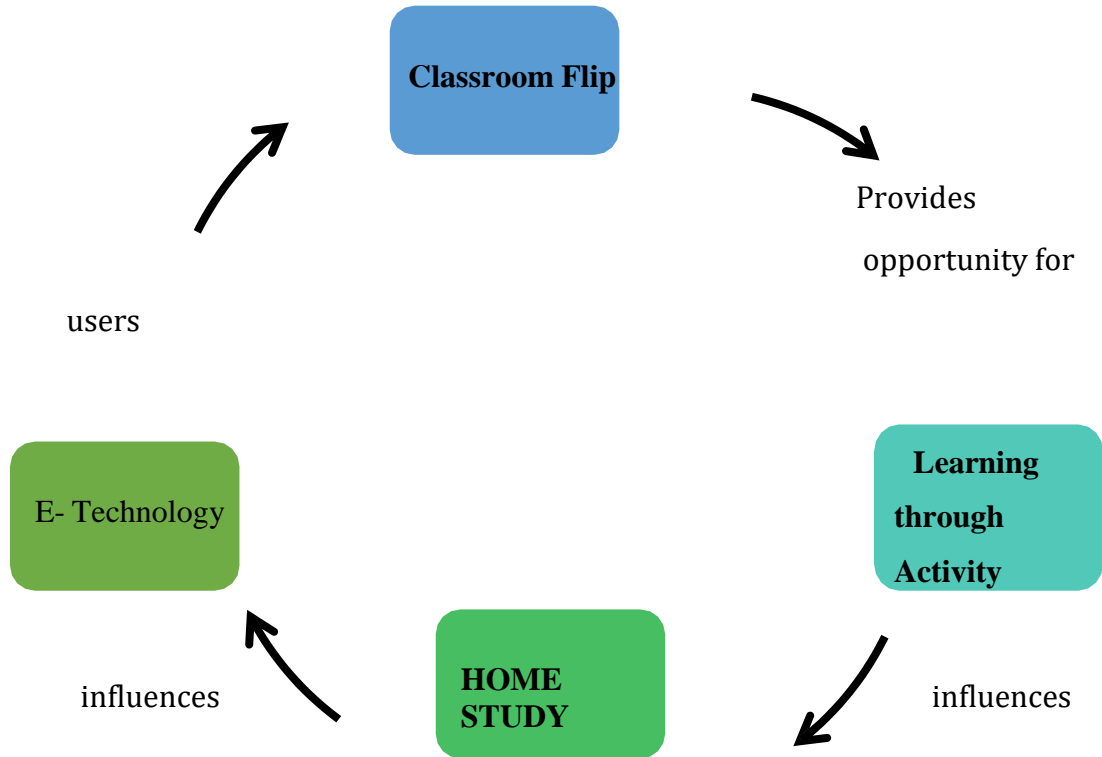 Classroom Flip
Provides
opportunity for
users
E- Technology
Learning
through
Activity
HOME
STUDY
influences
influences